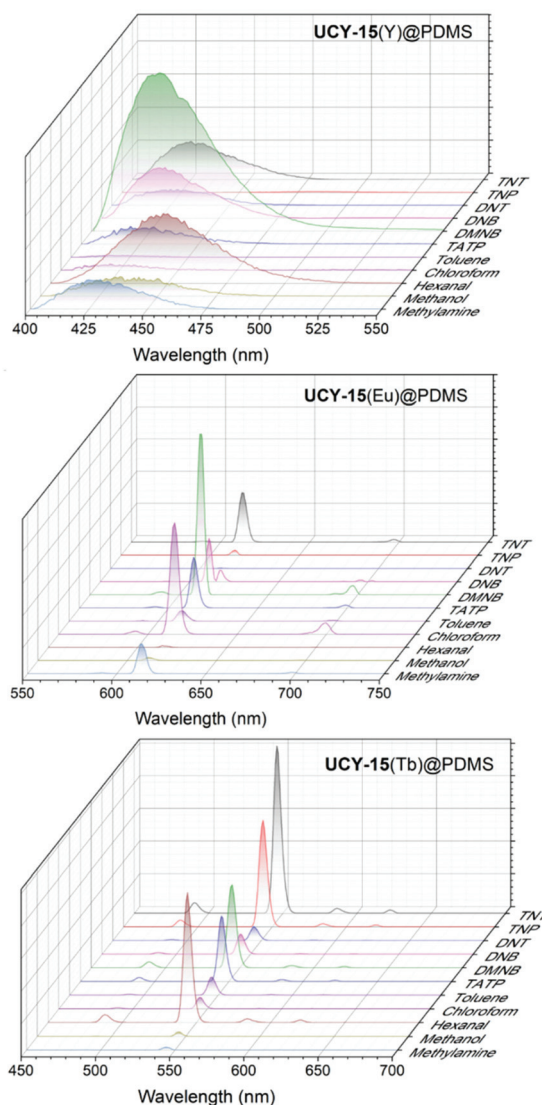 UCY-15(Y)@PDMS
TNT
TNP
DNT
DNB
DMNB
TATP
Toluene
Chloroform
Hexanal
Methanol
Methylamine
400 425 450 475 500 525 550
Wavelength (nm)
UCY-15(Eu)@PDMS
TNT
TNP
DNT
DNB
DMNB
TATP
Toluene
Chloroform
Hexanal
Methanol
Methylamine
550 600 650 700 750
Wavelength (nm)
UCY-15(Tb)@PDMS
TNT
TNP
DNT
DNB
DMNB
TATP
Toluene
Chloroform
Hexanal
Methanol
Methylamine
450 500 550 600 650 700
Wavelength (nm)